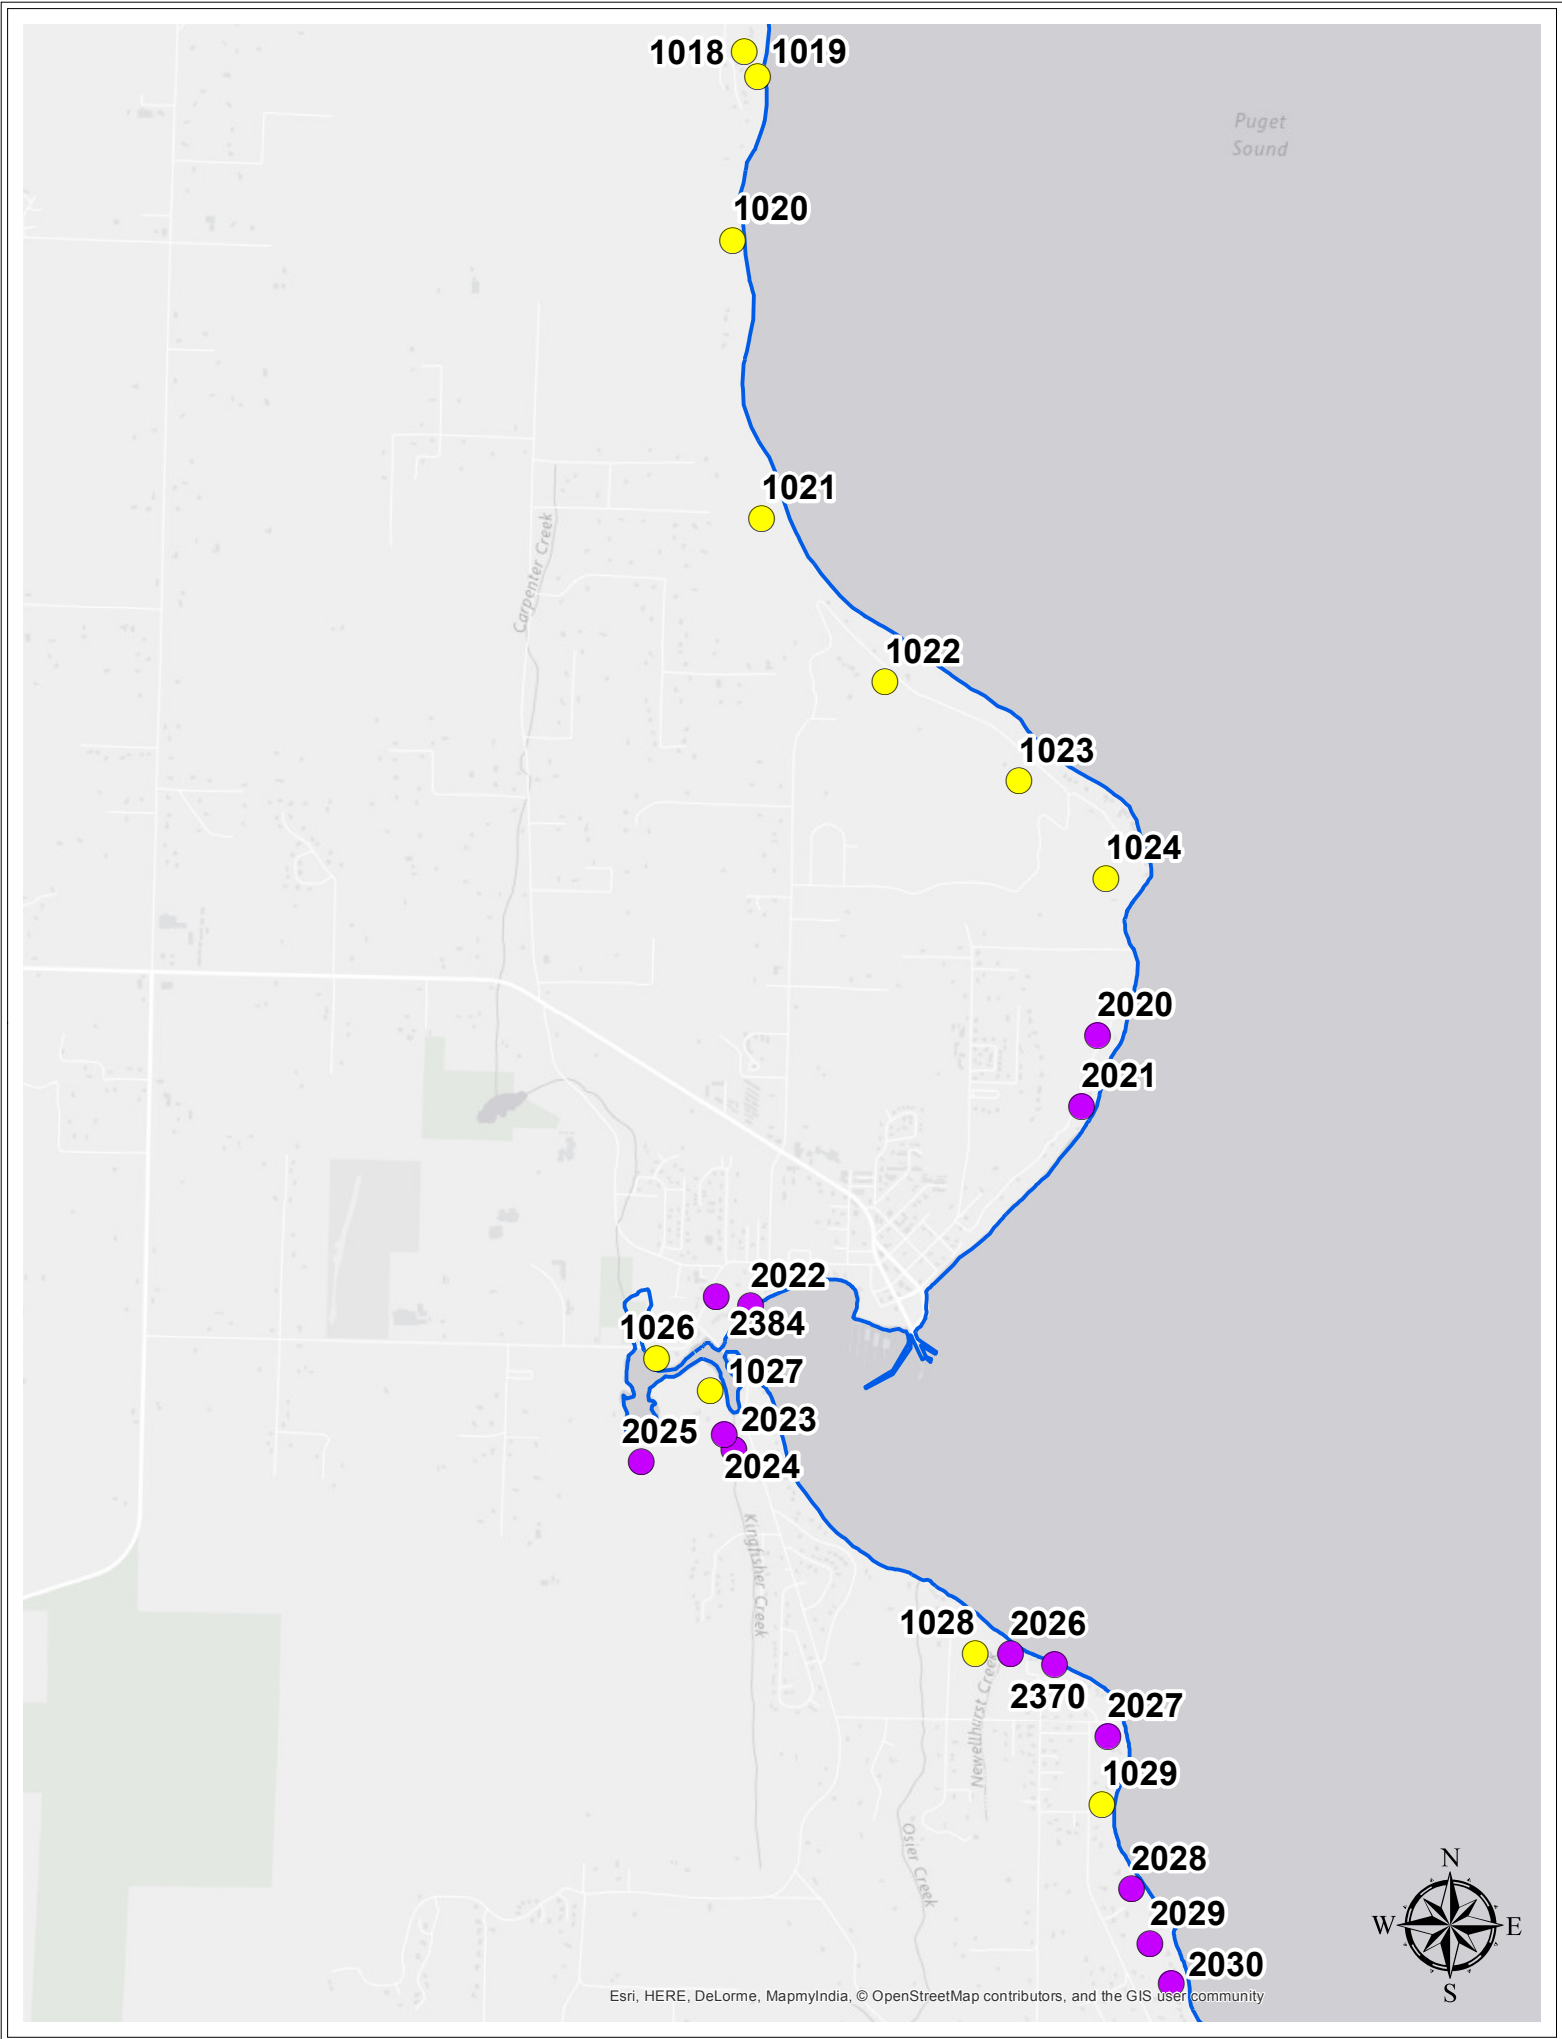 1018
1019
Puget
Sound
1020
1021
Carpenter Creek
1022
1023
1024
2020
2021
2022
2384
1026
1027
2023
2025
2024
Kingfisher Creek
1028
2026
2370
Newellhurst Creek
2027
1029
Osier Creek
2028
2029
2030
N
W
E
S
Esri, HERE, DeLorme, MapmyIndia, © OpenStreetMap contributors, and the GIS user community